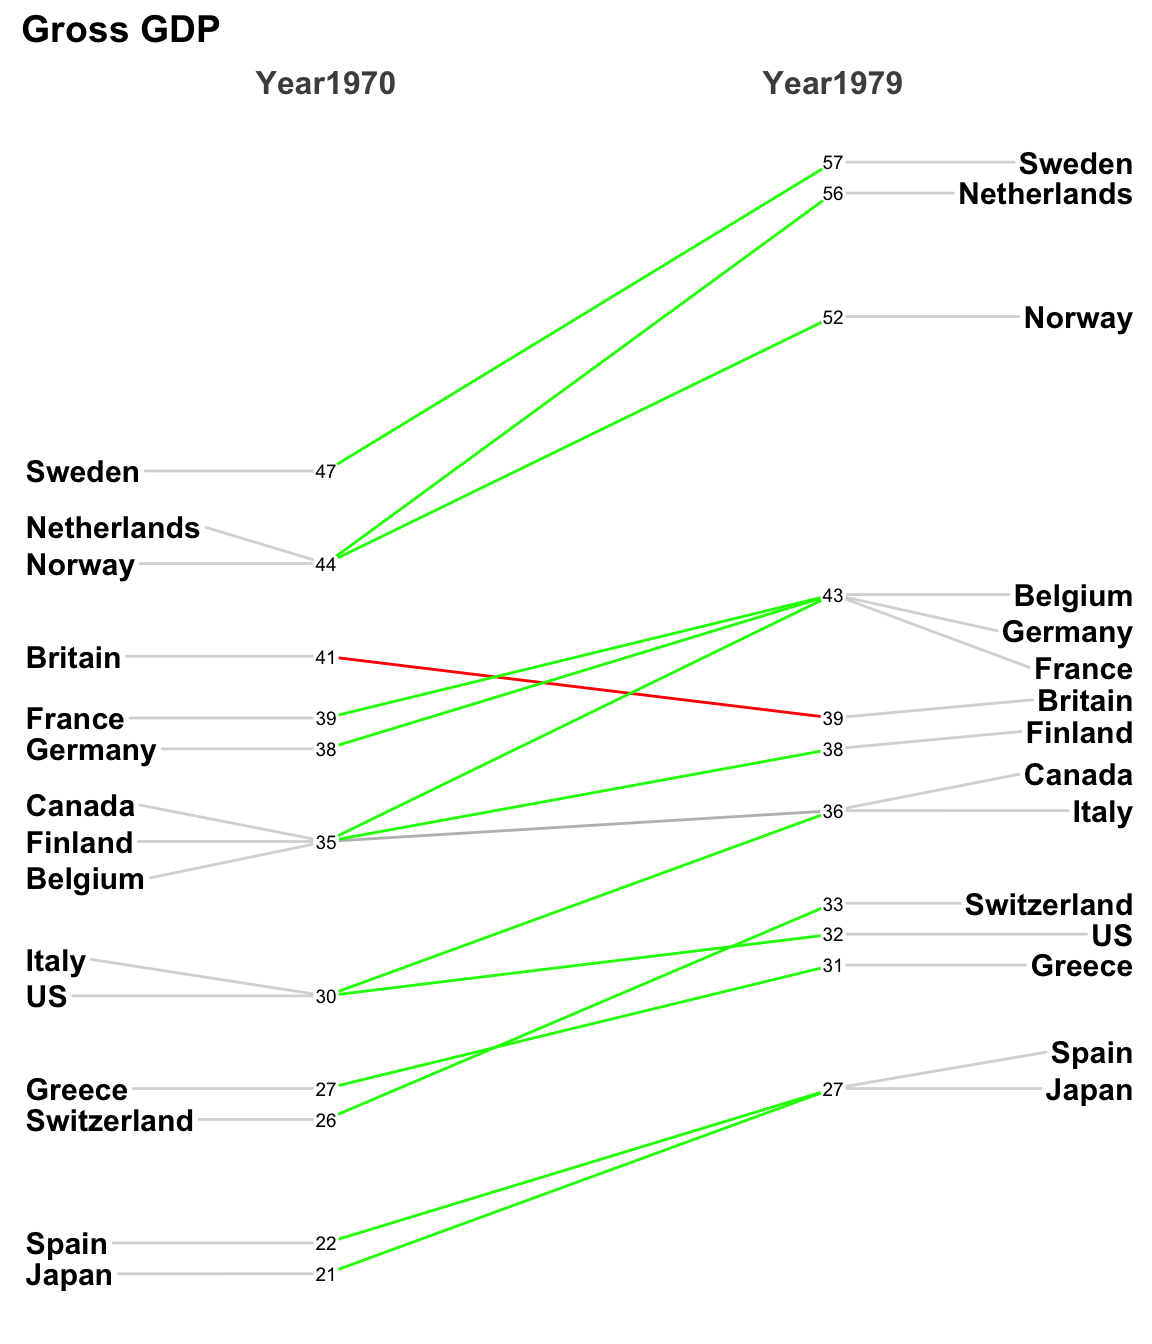 Gross GDP
Year1970 Year1979
57 Sweden
56 Netherlands
52 Norway
Sweden 47
Netherlands
Norway 44
43 Belgium
Germany
Britain 41
France
Britain
France 39 39
Finland
Germany 38 38
Canada
Canada
36 Italy
Finland 35
Belgium
33 Switzerland
32 US
Italy
31 Greece
US 30
Spain
Greece 27 27 Japan
Switzerland 26
Spain 22
Japan 21